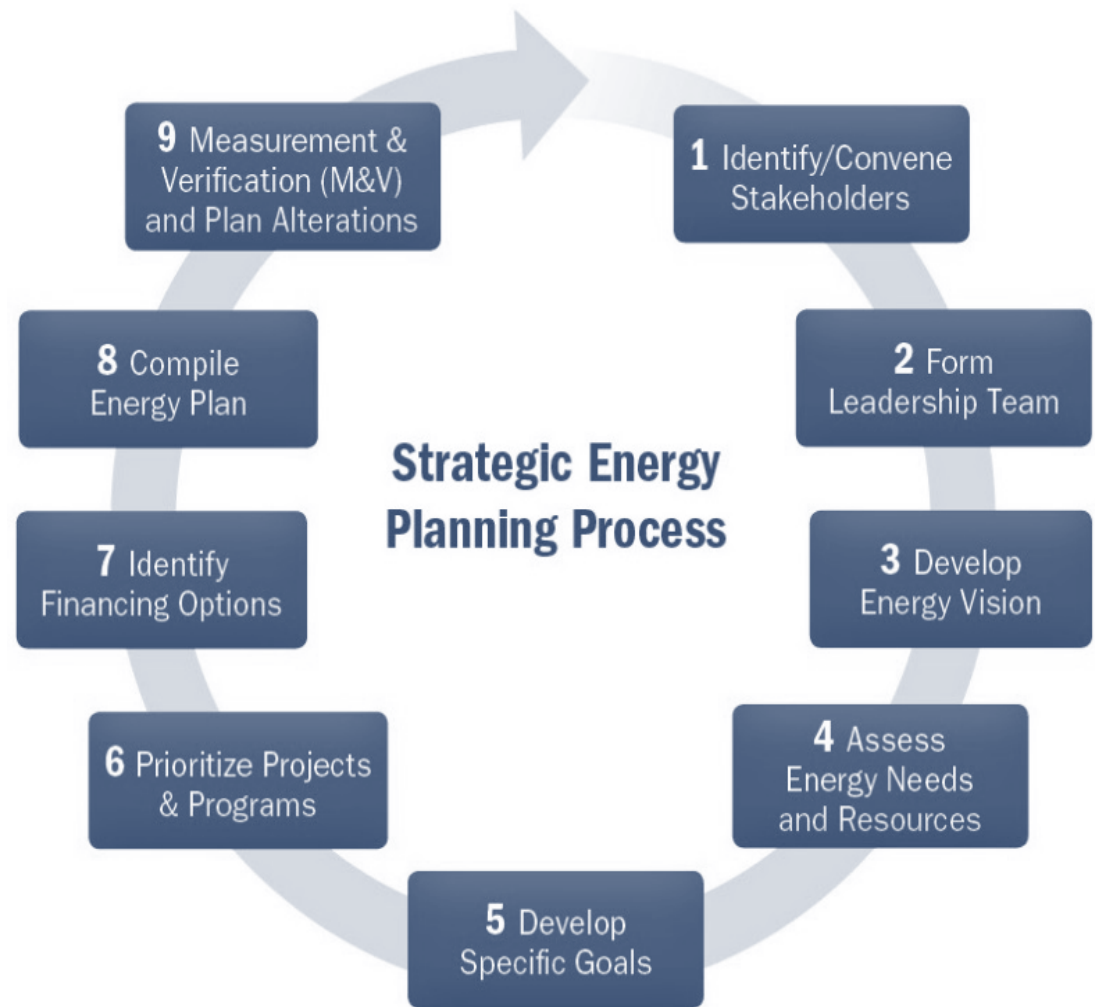 Strategic Energy
Planning Process
1 Identify/Convene
Stakeholders
2 Form
Leadership Team
3 Develop
Energy Vision
4 Assess
Energy Needs
and Resources
5 Develop
Specific Goals
6 Prioritize Projects
& Programs
7 Identify
Financing Options
8 Compile
Energy Plan
9 Measurement &
Verification (M&V)
and Plan Alterations